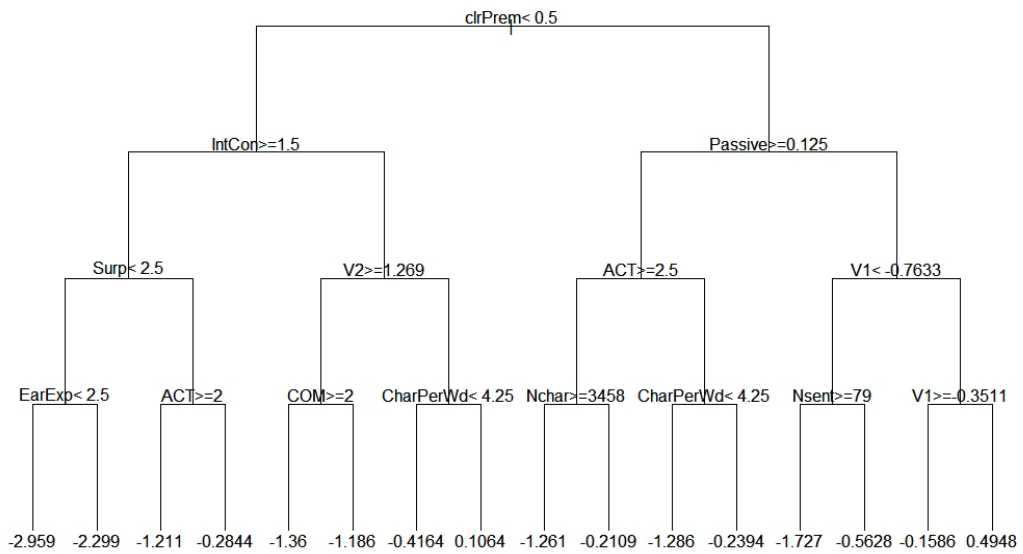 clrPrem< 0.5
IntCon>=1.5 Passive>=0.125
Surp< 2.5 V2>=1.269 ACT>=2.5 V1< -0.7633
EarExp< 2.5 ACT>=2 COM>=2 CharPerWd< 4.25 Nchar>=3458 CharPerWd< 4.25 Nsent>=79 V1>=-0.3511
-2.959 -2.299 -1.211 -0.2844 -1.36 -1.186 -0.4164 0.1064 -1.261 -0.2109 -1.286 -0.2394 -1.727 -0.5628 -0.1586 0.4948